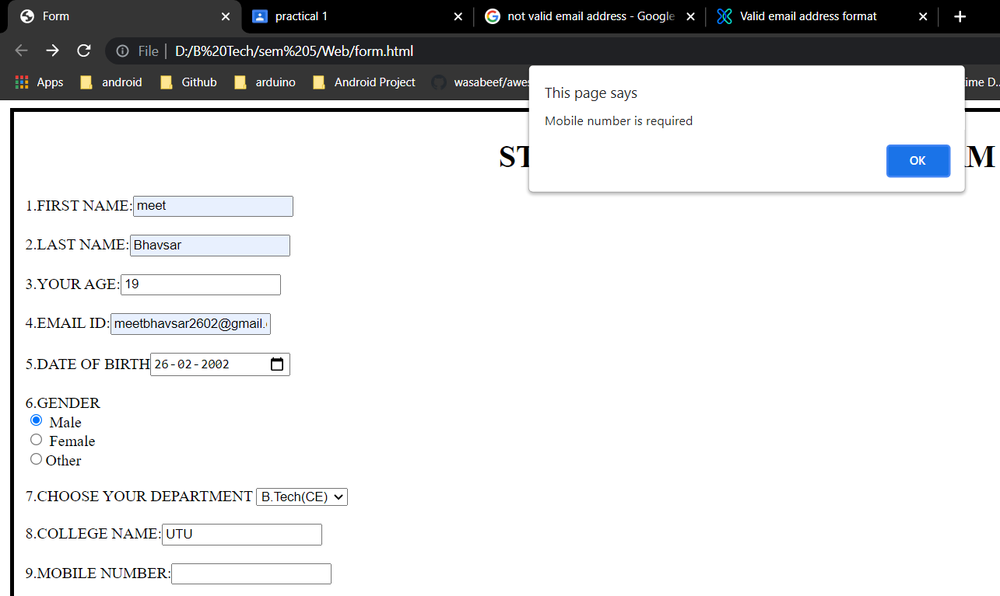 Form
practical 1
not valid email address - Google
Valid email address format
File | D:/B%20Tech/sem%205/Web/form.html
Apps android Github arduino Android Project wasabeef/awes ime D..
This page says
Mobile number is required
OK
ST M
1.FIRST NAME: meet
2.LAST NAME: Bhavsar
3.YOUR AGE: 19
4.EMAIL ID: meetbhavsar2602@gmail.
5.DATE OF BIRTH 26-02-2002
6.GENDER
Male
Female
Other
7.CHOOSE YOUR DEPARTMENT B.Tech(CE)
8.COLLEGE NAME: UTU
9.MOBILE NUMBER: